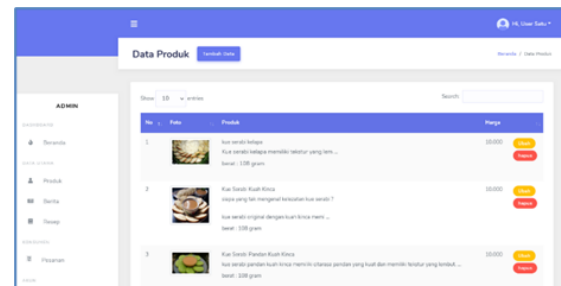 Hi, User Satu
Data Produk
Tambah Data
Beranda / Data Produk
ADMIN
Show 10 entries
Search:
No Foto Produk Harga
Beranda
Produk
Berita
Resep
Pesanan
1
kue serabi kelapa
Kue serabi kelapa memiliki tekstur yang lem ...
berat : 100 gram
10.000
Ubah
Hapus
2
Kue Serabi Kuah Kinca
siapa yang tak mengenal kelezatan kue serabi ?
kue serabi original dengan kuah kinca memi ...
berat : 100 gram
10.000
Ubah
Hapus
3
Kue Serabi Pandan Kuah Kinca
kue serabi pandan kuah kinca memiliki citarasa pandan yang kuat dan memiliki tekstur yang lembut ...
berat : 100 gram
10.000
Ubah
Hapus